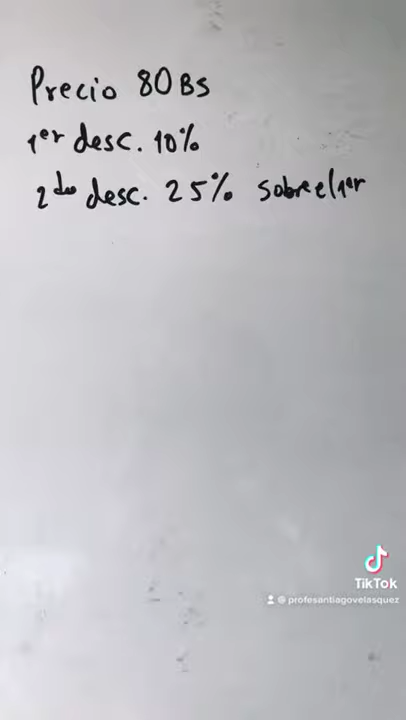 Precio 80 Bs
1er desc. 10%
2do desc. 25% sobre el 1er
TikTok
@profesantiagovelasquez